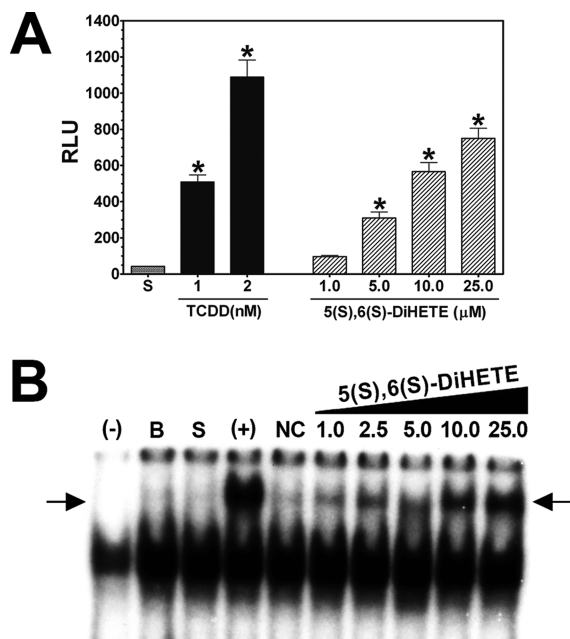 A
1400
1200
1000
800
600
400
200
0
RLU
* * * * *
S 1 2 1.0 5.0 10.0 25.0
TCDD(nM) 5(S),6(S)-DiHETE (μM)
B
5(S),6(S)-DiHETE
(-) B S (+) NC 1.0 2.5 5.0 10.0 25.0